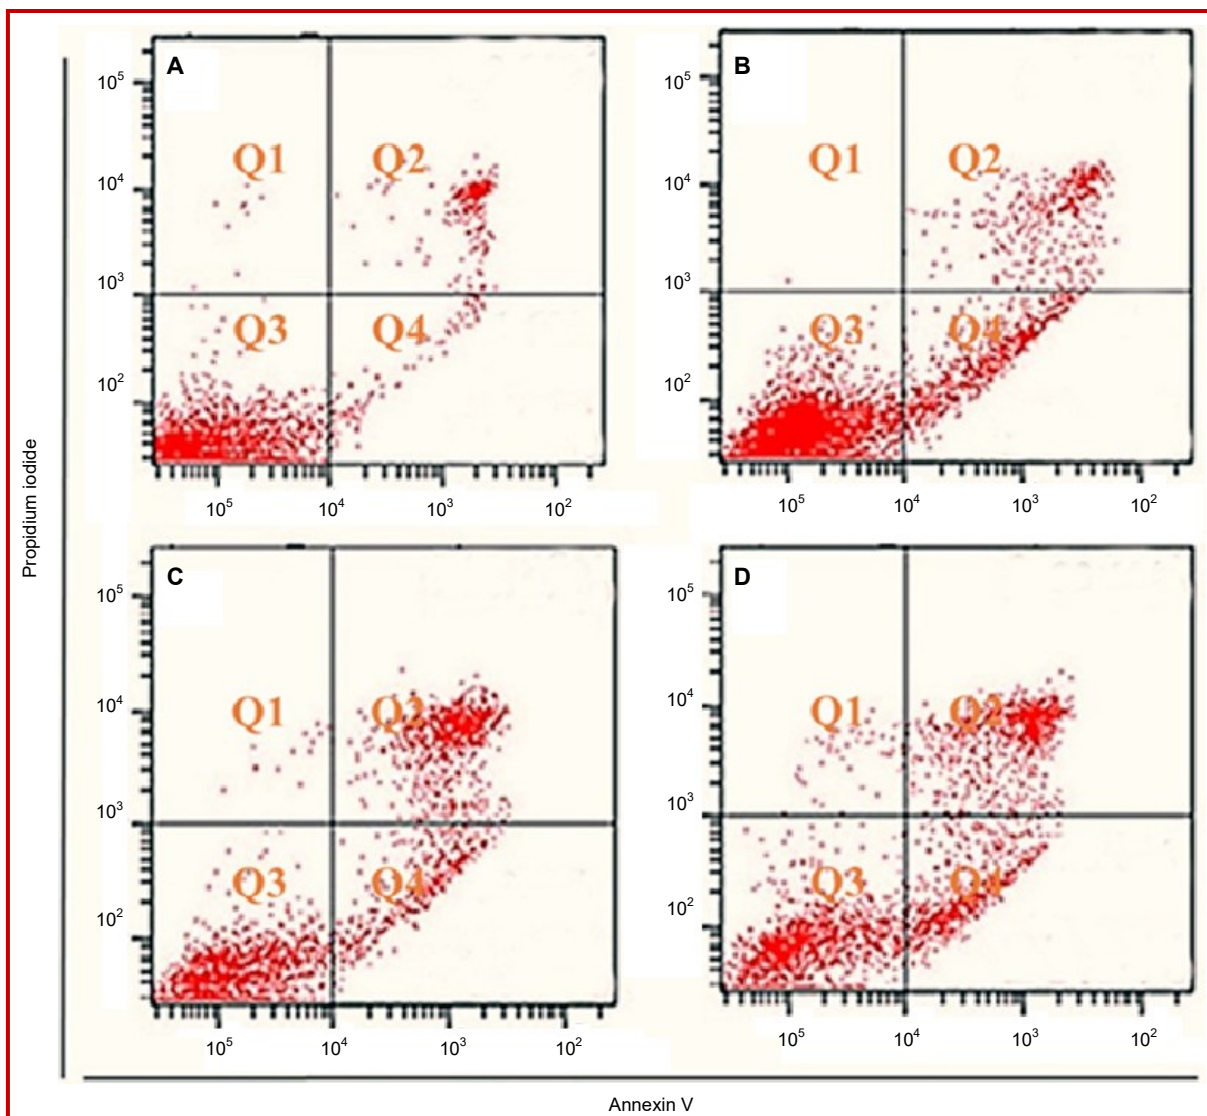 A
B
10⁵
10⁵
Q1
Q2
Q1
Q2
10⁴
10⁴
10³
10³
Q3
Q4
Q3
Q4
10²
10²
10⁵ 10⁴ 10³ 10²
10⁵ 10⁴ 10³ 10²
Propidium iodide
C
D
10⁵
10⁵
Q1
Q2
Q1
Q2
10⁴
10⁴
10³
10³
Q3
Q4
Q3
Q4
10²
10²
10⁵ 10⁴ 10³ 10²
10⁵ 10⁴ 10³ 10²
Annexin V